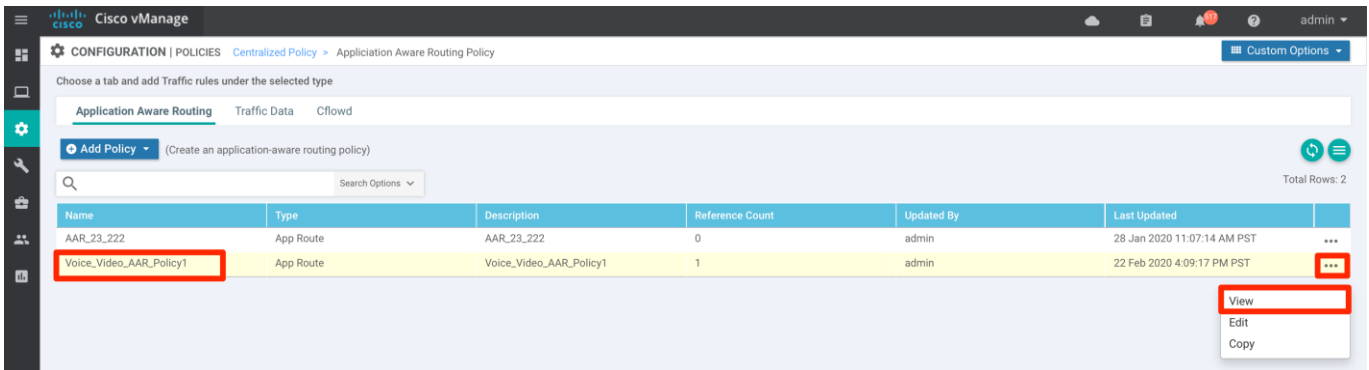 cisco Cisco vManage 517 admin
CONFIGURATION | POLICIES Centralized Policy > Appliciation Aware Routing Policy Custom Options
Choose a tab and add Traffic rules under the selected type
Application Aware Routing Traffic Data Cflowd
Add Policy (Create an application-aware routing policy)
Search Options Total Rows: 2
Name Type Description Reference Count Updated By Last Updated
AAR_23_222 App Route AAR_23_222 0 admin 28 Jan 2020 11:07:14 AM PST
Voice_Video_AAR_Policy1 App Route Voice_Video_AAR_Policy1 1 admin 22 Feb 2020 4:09:17 PM PST
View
Edit
Copy